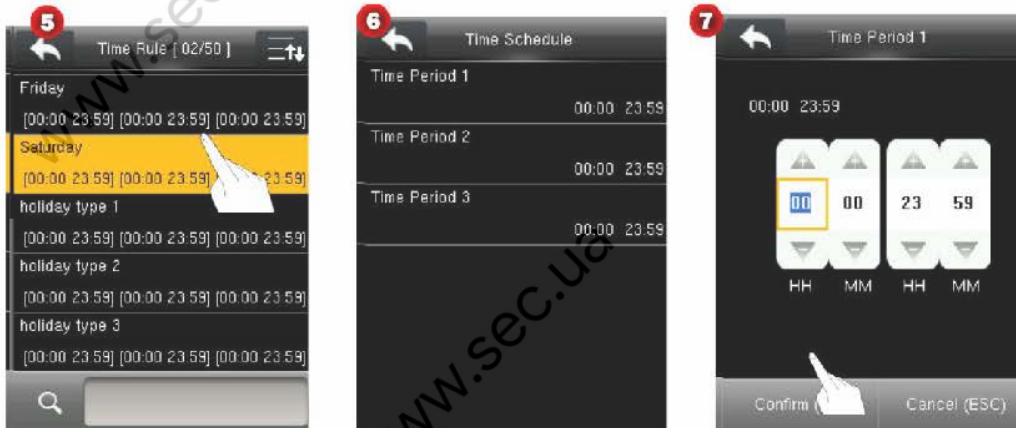 5
Time Rule [ 02/50 ]
Friday
[00:00 23:59] [00:00 23:59] [00:00 23:59]
Saturday
[00:00 23:59] [00:00 23:59] 23:59]
holiday type 1
[00:00 23:59] [00:00 23:59] [00:00 23:59]
holiday type 2
[00:00 23:59] [00:00 23:59] [00:00 23:59]
holiday type 3
[00:00 23:59] [00:00 23:59] [00:00 23:59]
6
Time Schedule
Time Period 1
00:00 23:59
Time Period 2
00:00 23:59
Time Period 3
00:00 23:59
7
Time Period 1
00:00 23:59
00 00 23 59
HH MM HH MM
Confirm ( Cancel (ESC)
www.sec
www.sec.ua